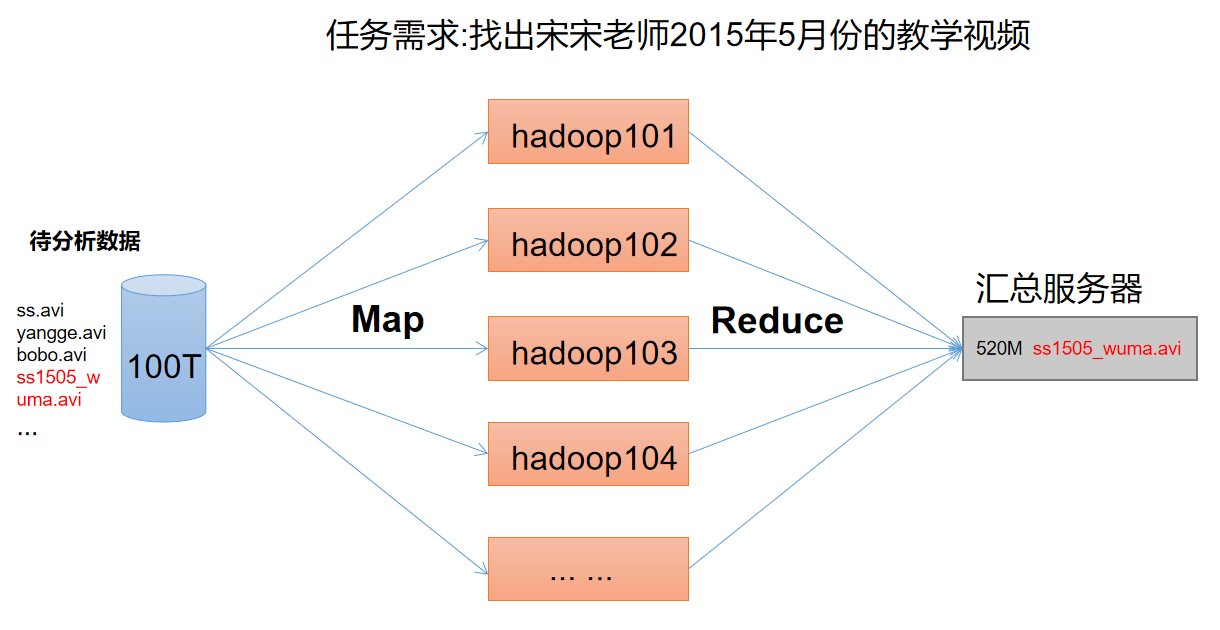 任务需求:找出宋宋老师2015年5月份的教学视频
待分析数据
ss.avi
yangge.avi
bobo.avi
ss1505_w
uma.avi
...
100T
Map
hadoop101
hadoop102
hadoop103
hadoop104
... ...
Reduce
汇总服务器
520M ss1505_wuma.avi